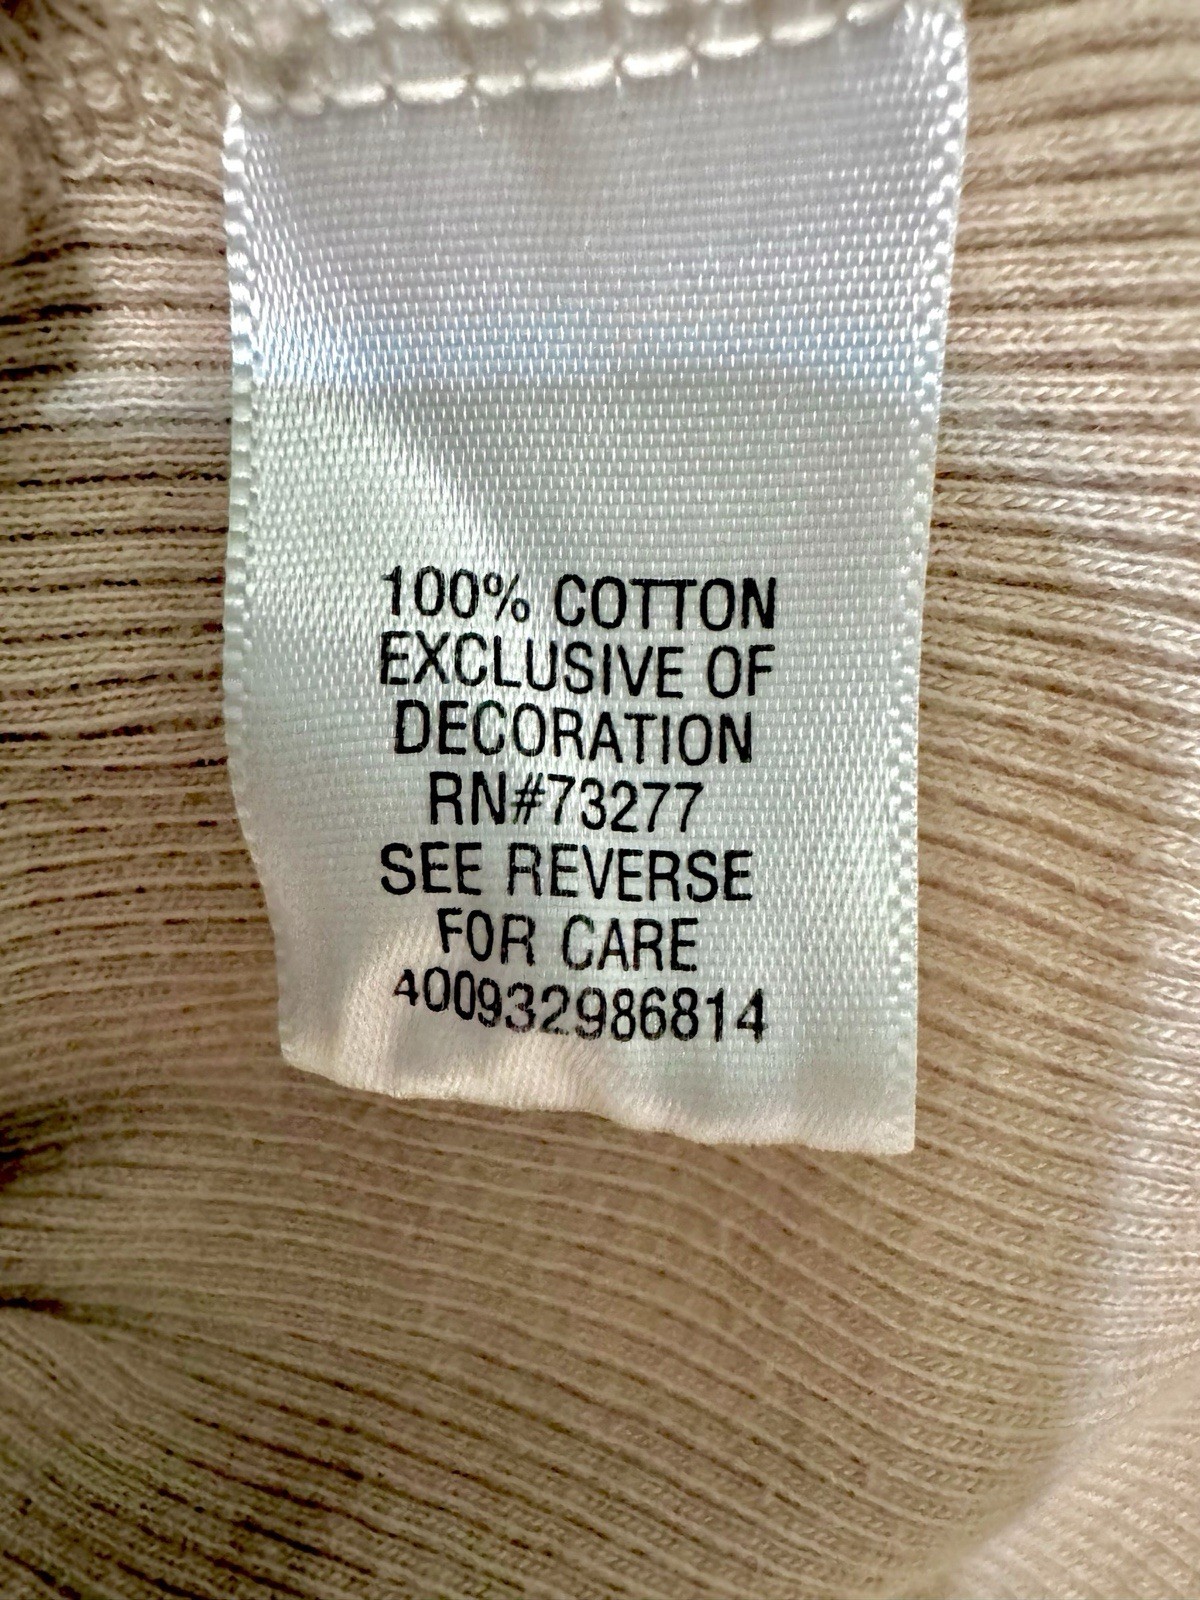 100% COTTON
EXCLUSIVE OF
DECORATION
RN#73277
SEE REVERSE
FOR CARE
400932986814